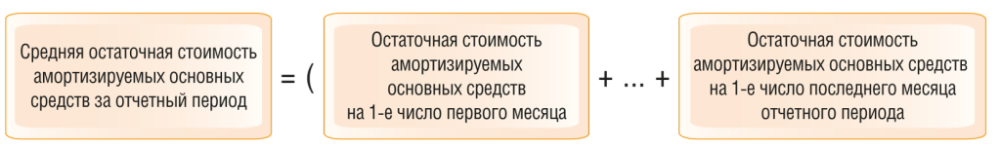 Средняя остаточная стоимость
амортизируемых основных
средств за отчетный период
= (
Остаточная стоимость
амортизируемых
основных средств
на 1-е число первого месяца
+ ... +
Остаточная стоимость
амортизируемых основных средств
на 1-е число последнего месяца
отчетного периода